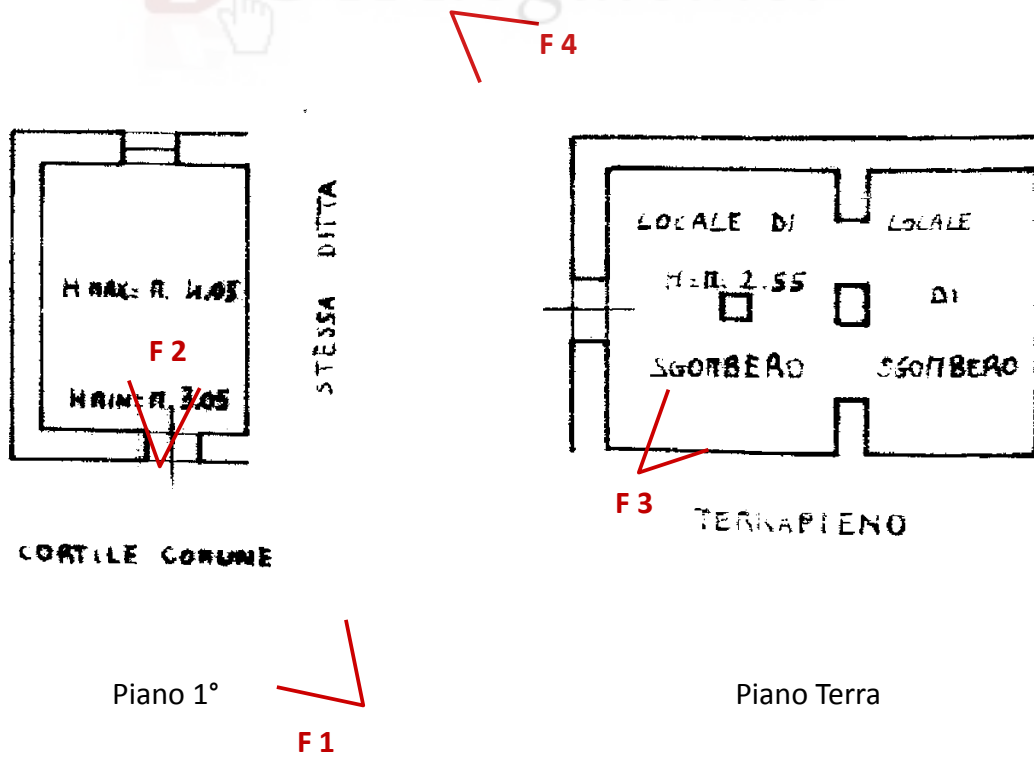 F 4
STESSA DITTA
H MAX= M. 4.05
F 2
H MIN= M. 3.05
CORTILE COMUNE
LOCALE DI
H=M. 2.55
SGOMBERO
LOCALE
DI
SGOMBERO
F 3
TERRAPIENO
Piano 1°
F 1
Piano Terra